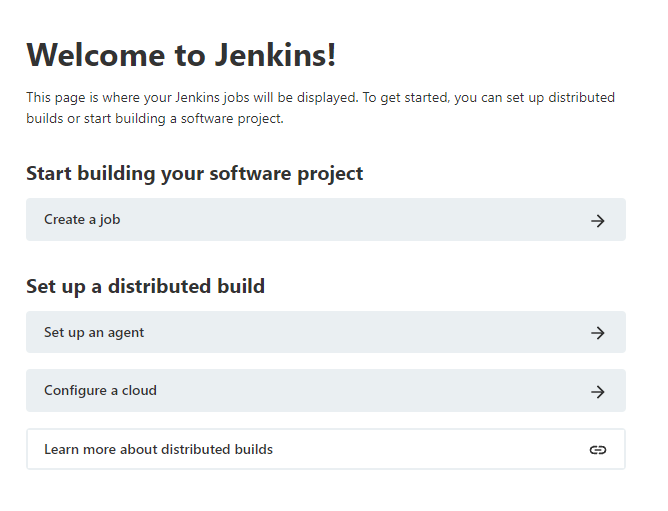 Welcome to Jenkins!
This page is where your Jenkins jobs will be displayed. To get started, you can set up distributed
builds or start building a software project.
Start building your software project
Create a job
Set up a distributed build
Set up an agent
Configure a cloud
Learn more about distributed builds